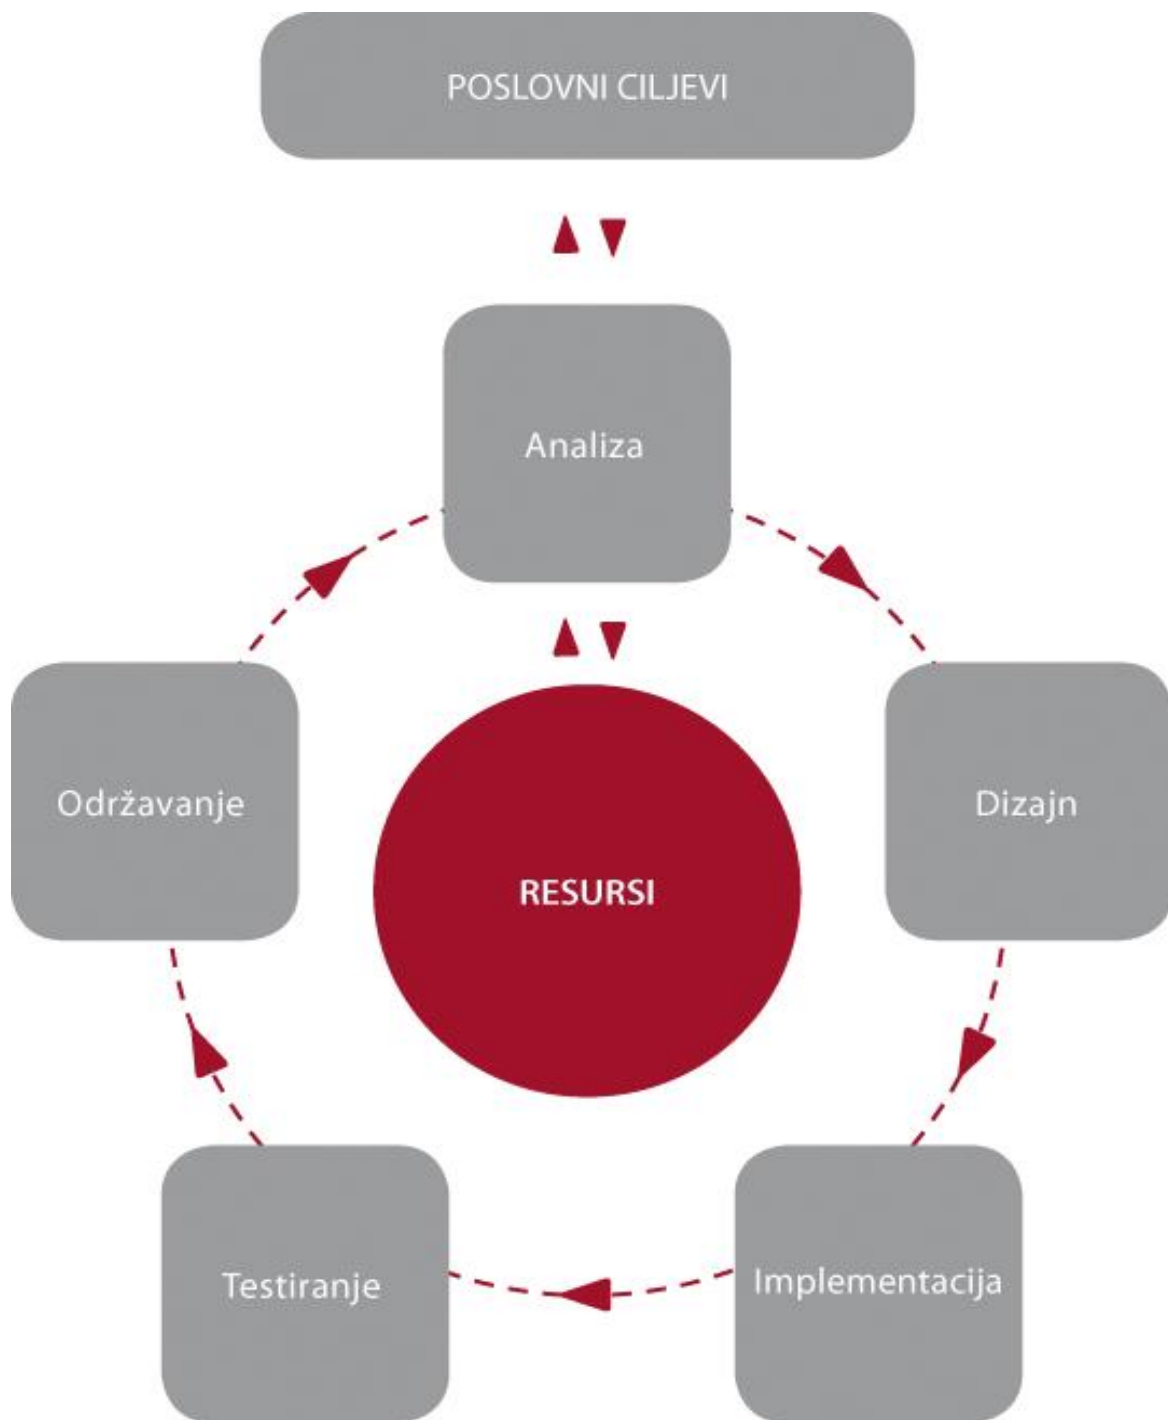 POSLOVNI CILJEVI
Analiza
Održavanje
Dizajn
RESURSI
Testiranje
Implementacija